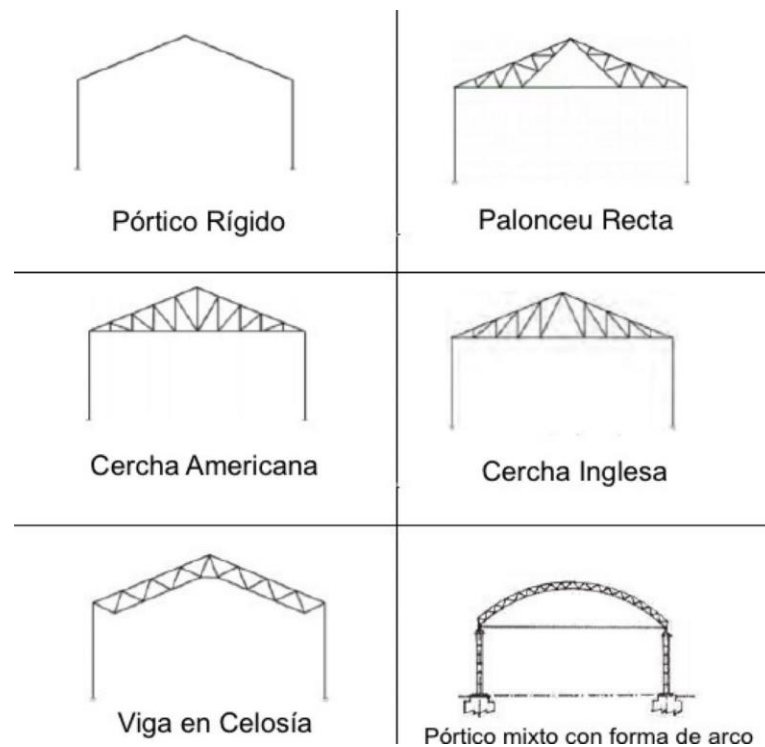 Pórtico Rígido
Palonceu Recta
Cercha Americana
Cercha Inglesa
Viga en Celosía
Pórtico mixto con forma de arco